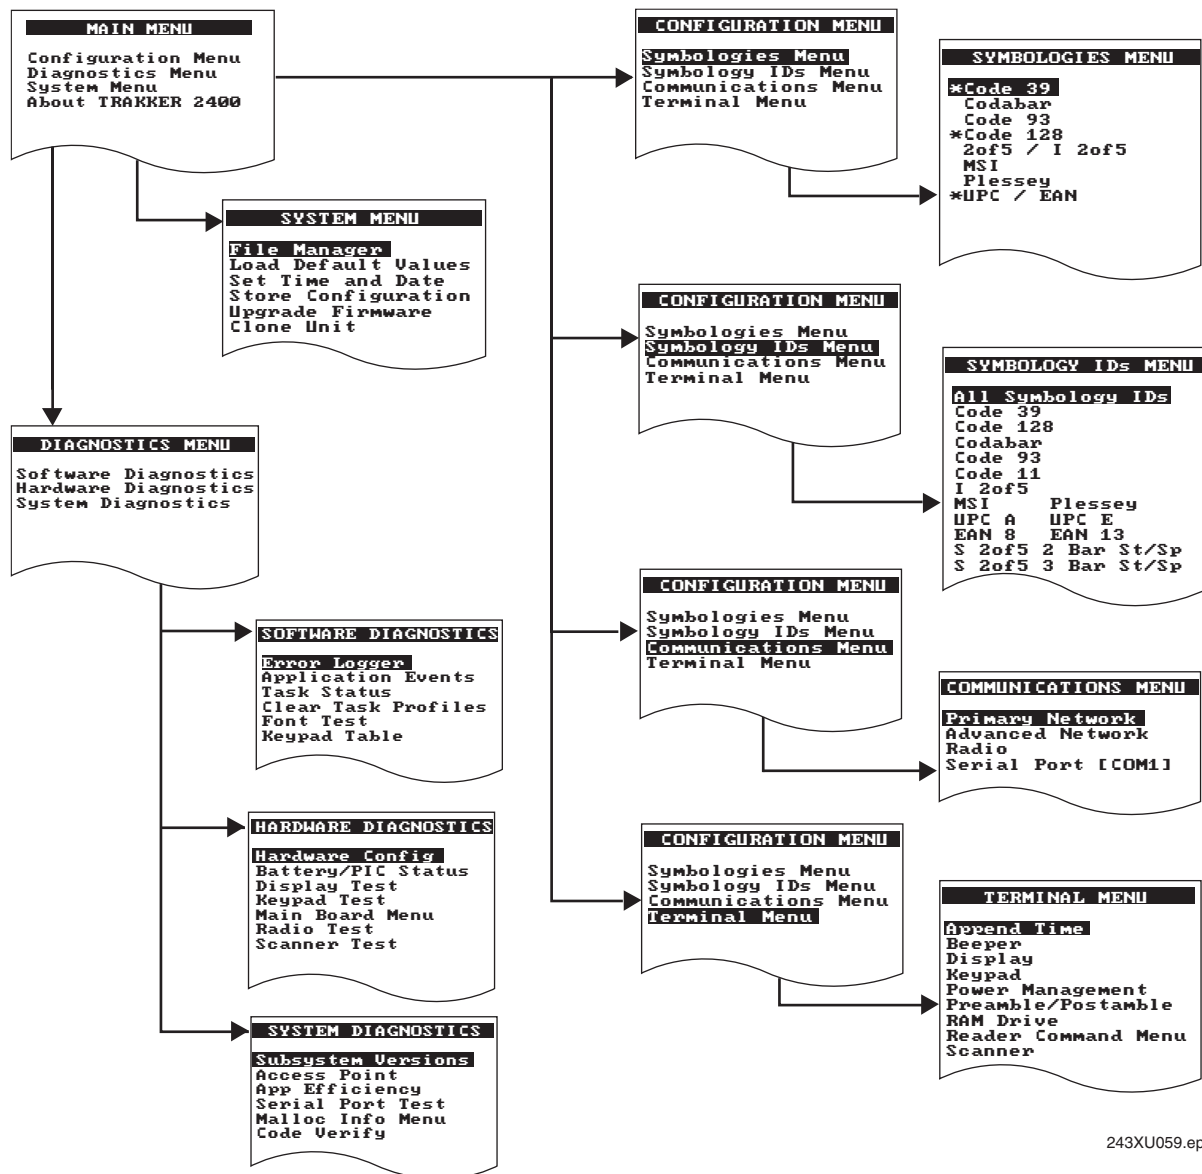 MAIN MENU
Configuration Menu
Diagnostics Menu
System Menu
About TRAKKER 2400
SYSTEM MENU
File Manager
Load Default Values
Set Time and Date
Store Configuration
Upgrade Firmware
Clone Unit
DIAGNOSTICS MENU
Software Diagnostics
Hardware Diagnostics
System Diagnostics
SOFTWARE DIAGNOSTICS
Error Logger
Application Events
Task Status
Clear Task Profiles
Font Test
Keypad Table
HARDWARE DIAGNOSTICS
Hardware Config
Battery/PIC Status
Display Test
Keypad Test
Main Board Menu
Radio Test
Scanner Test
SYSTEM DIAGNOSTICS
Subsystem Versions
Access Point
App Efficiency
Serial Port Test
Malloc Info Menu
Code Verify
CONFIGURATION MENU
Symbologies Menu
Symbology IDs Menu
Communications Menu
Terminal Menu
SYMBOLOGIES MENU
*Code 39
Codabar
Code 93
*Code 128
2of5 / I 2of5
MSI
Plessey
*UPC / EAN
CONFIGURATION MENU
Symbologies Menu
Symbology IDs Menu
Communications Menu
Terminal Menu
SYMBOLOGY IDs MENU
All Symbology IDs
Code 39
Code 128
Codabar
Code 93
Code 11
I 2of5
MSI Plessey
UPC A UPC E
EAN 8 EAN 13
S 2of5 2 Bar St/Sp
S 2of5 3 Bar St/Sp
CONFIGURATION MENU
Symbologies Menu
Symbology IDs Menu
Communications Menu
Terminal Menu
COMMUNICATIONS MENU
Primary Network
Advanced Network
Radio
Serial Port [COM1]
CONFIGURATION MENU
Symbologies Menu
Symbology IDs Menu
Communications Menu
Terminal Menu
TERMINAL MENU
Append Time
Beeper
Display
Keypad
Power Management
Preamble/Postamble
RAM Drive
Reader Command Menu
Scanner
243XU059.ep